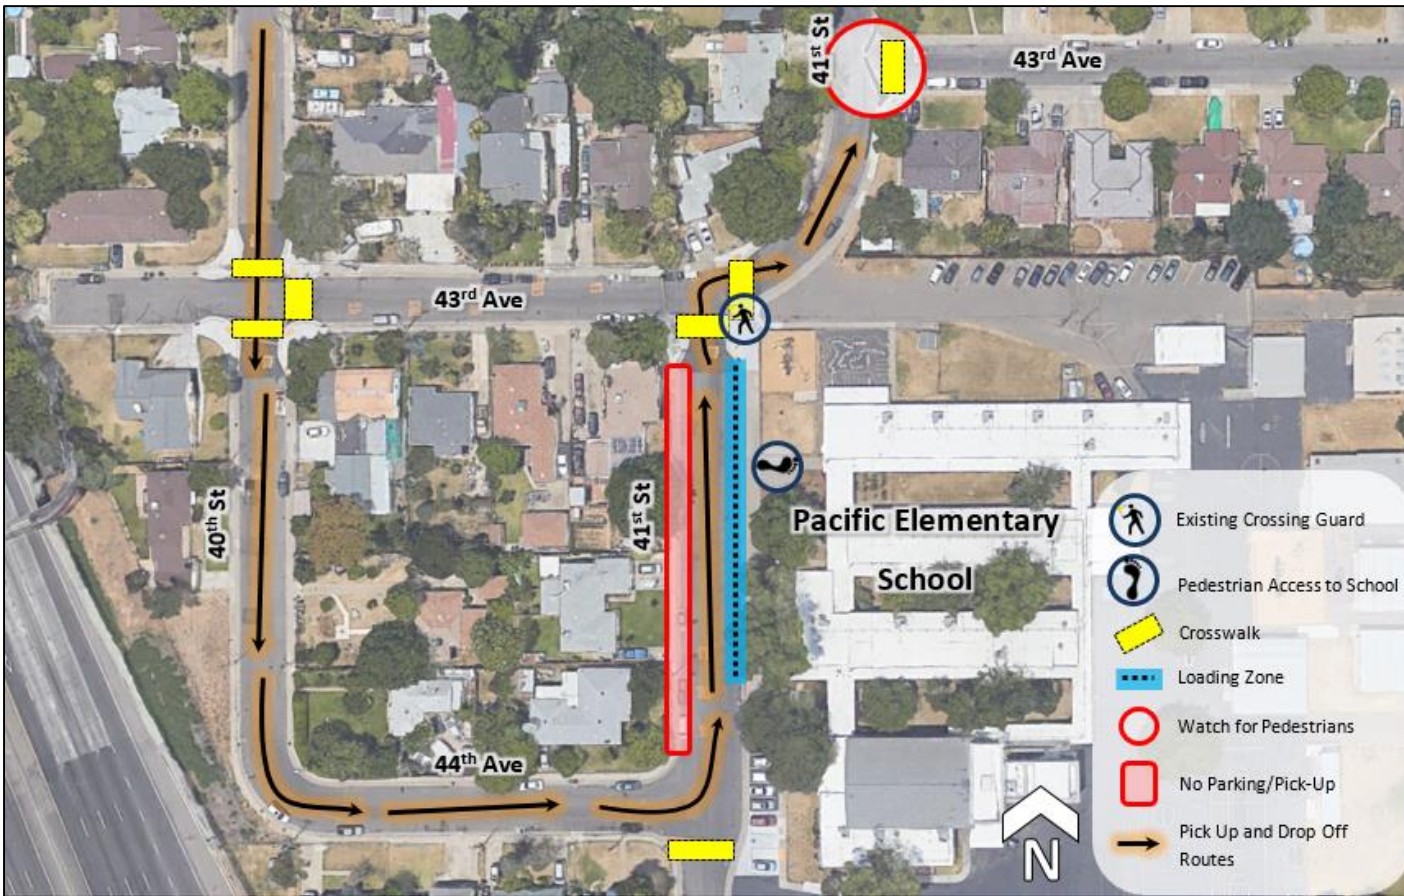 41st St
43rd Ave
43rd Ave
40th St
41st St
Pacific Elementary
School
44th Ave
Existing Crossing Guard
Pedestrian Access to School
Crosswalk
Loading Zone
Watch for Pedestrians
No Parking/Pick-Up
Pick Up and Drop Off
Routes
N